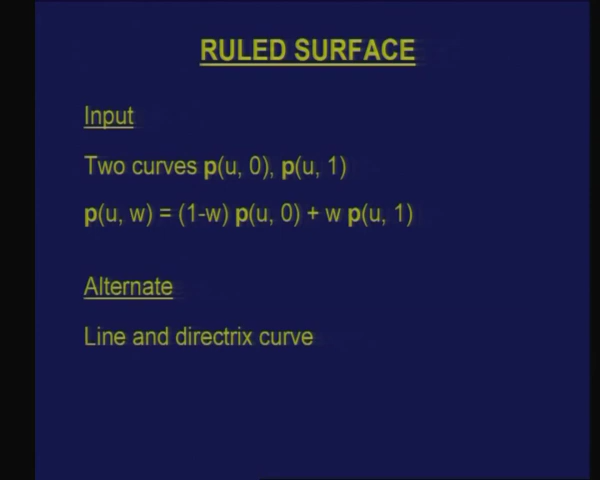 RULED SURFACE
Input
Two curves p(u, 0), p(u, 1)
p(u, w) = (1-w) p(u, 0) + w p(u, 1)
Alternate
Line and directrix curve